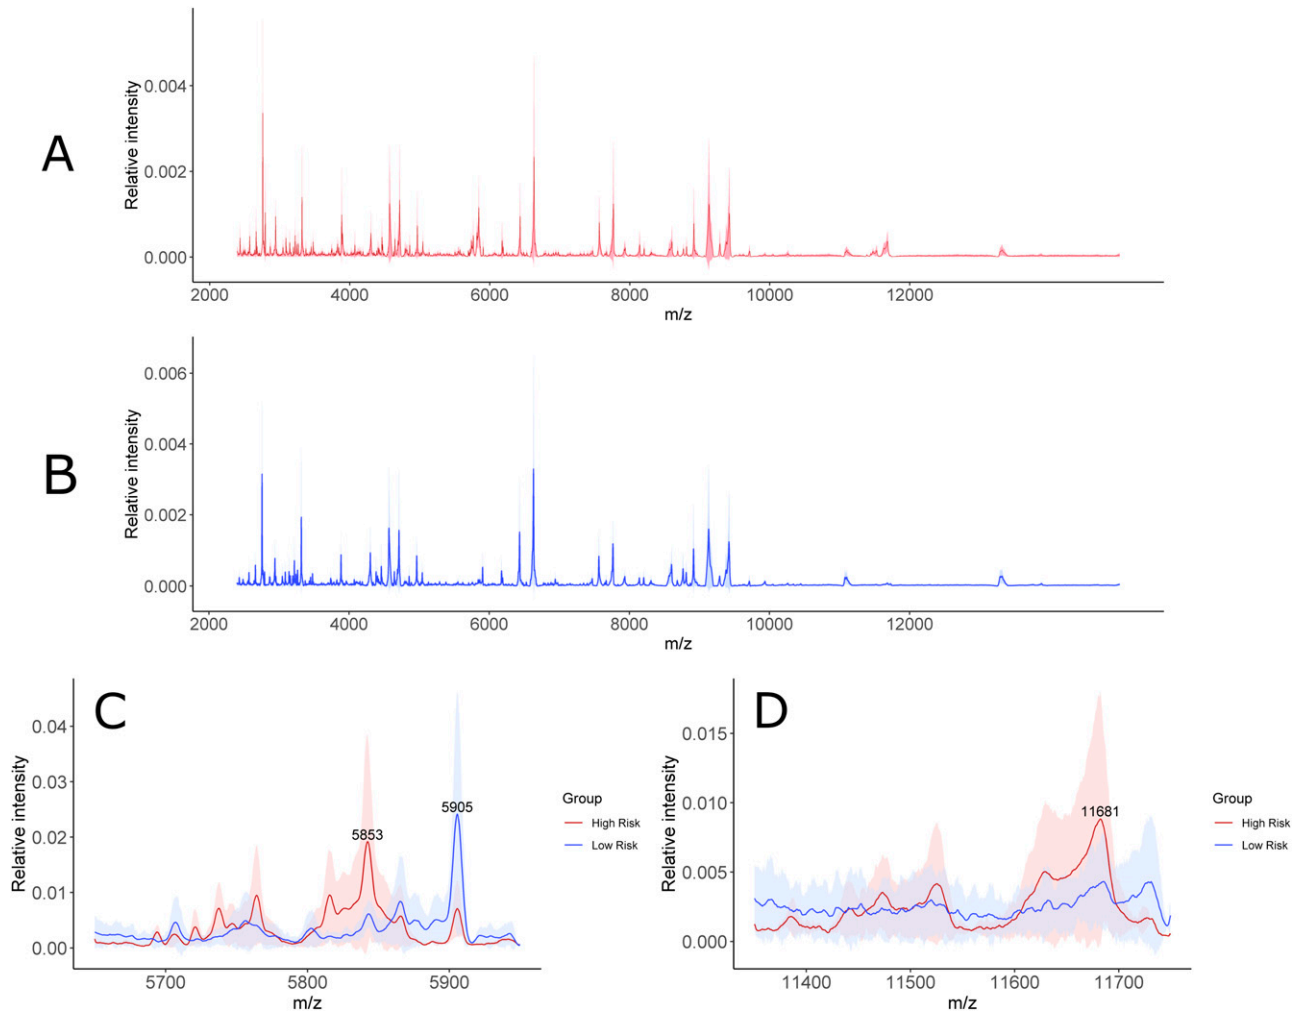 A
Relative intensity
0.004
0.002
0.000
2000 4000 6000 8000 10000 12000
m/z
B
Relative intensity
0.006
0.004
0.002
0.000
2000 4000 6000 8000 10000 12000
m/z
C
Relative intensity
0.04
0.03
0.02
0.01
0.00
5853
5905
5700 5800 5900
m/z
Group
High Risk
Low Risk
D
Relative intensity
0.015
0.010
0.005
0.000
11681
11400 11500 11600 11700
m/z
Group
High Risk
Low Risk